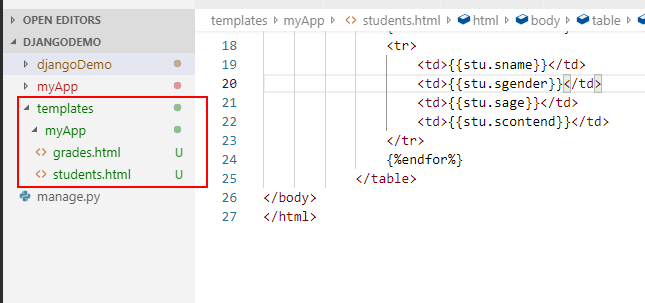 OPEN EDITORS
DJANGODEMO
djangoDemo
myApp
templates
myApp
grades.html U
students.html U
manage.py
templates › myApp › students.html › html › body › table ›
18 <tr>
19 <td>{{stu.sname}}</td>
20 <td>{{stu.sgender}}</td>
21 <td>{{stu.sage}}</td>
22 <td>{{stu.scontend}}</td>
23 </tr>
24 {%endfor%}
25 </table>
26 </body>
27 </html>